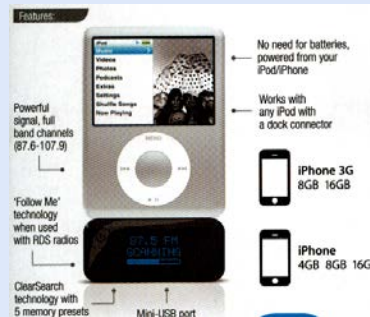 Features:
iPod
Music
Videos
Photos
Podcasts
Extras
Settings
Shuffle Songs
Now Playing
MENU
No need for batteries,
powered from your
iPod/iPhone
Works with
any iPod with a
dock connector
Powerful
signal, full
band channels
(87.6-107.9)
iPhone 3G
8GB 16GB
'Follow Me'
technology
when used
with RDS radios
87.5 FM
SCANNING
iPhone
4GB 8GB 16G
ClearSearch
technology with
5 memory presets
Mini-USB port